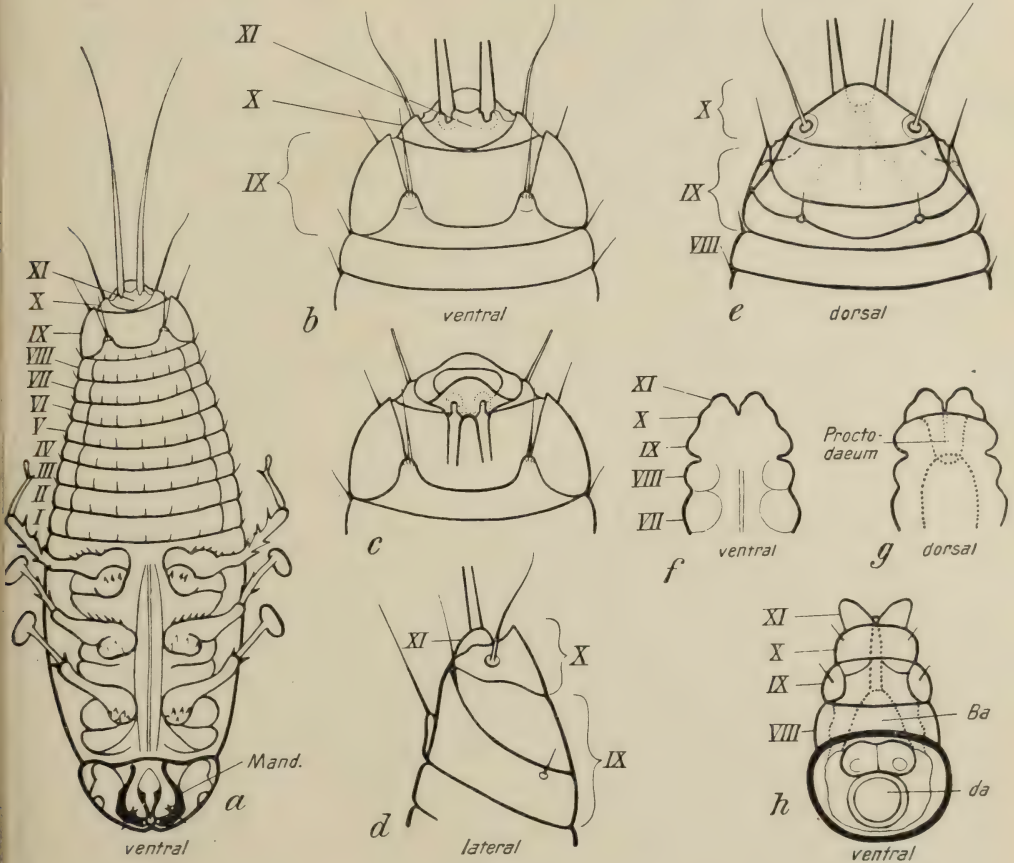 XI
X
IX
VIII
VII
VI
V
IV
III
II
I
Mand.
a
ventral
XI
X
IX
b
ventral
c
XI
X
IX
d
lateral
X
IX
VIII
e
dorsal
XI
X
IX
VIII
VII
f
ventral
Procto-
daeum
g
dorsal
XI
X
IX
VIII
Ba
da
h
ventral